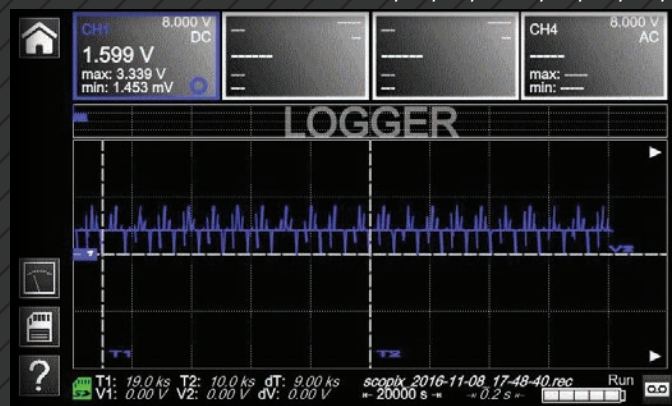 CH1 8.000 V
DC
1.599 V
max: 3.339 V
min: 1.453 mV
CH4 8.000 V
AC
max: -----
min: -----
LOGGER
V2
T1 T2
?
T1: 19.0 ks T2: 10.0 ks dT: 9.00 ks scopix_2016-11-08_17-48-40.rec Run
V1: 0.00 V V2: 0.00 V dV: 0.00 V 20000 s 0.2 s